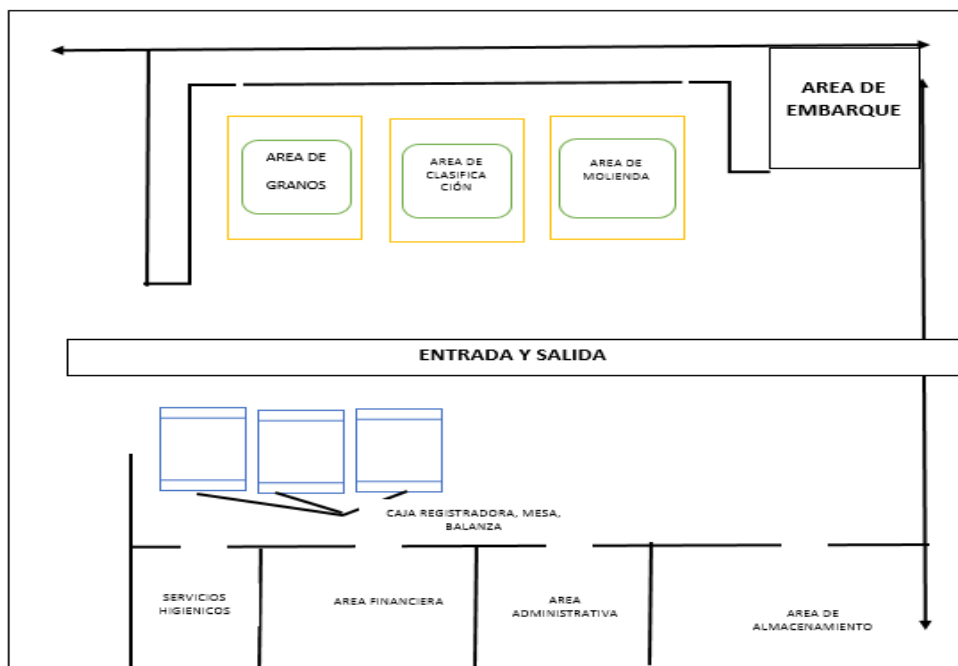 AREA DE
EMBARQUE
AREA DE
GRANOS
AREA DE
CLASIFICA
CIÓN
AREA DE
MOLIENDA
ENTRADA Y SALIDA
CAJA REGISTRADORA, MESA,
BALANZA
SERVICIOS
HIGIENICOS
AREA FINANCIERA
AREA
ADMINISTRATIVA
AREA DE
ALMACENAMIENTO